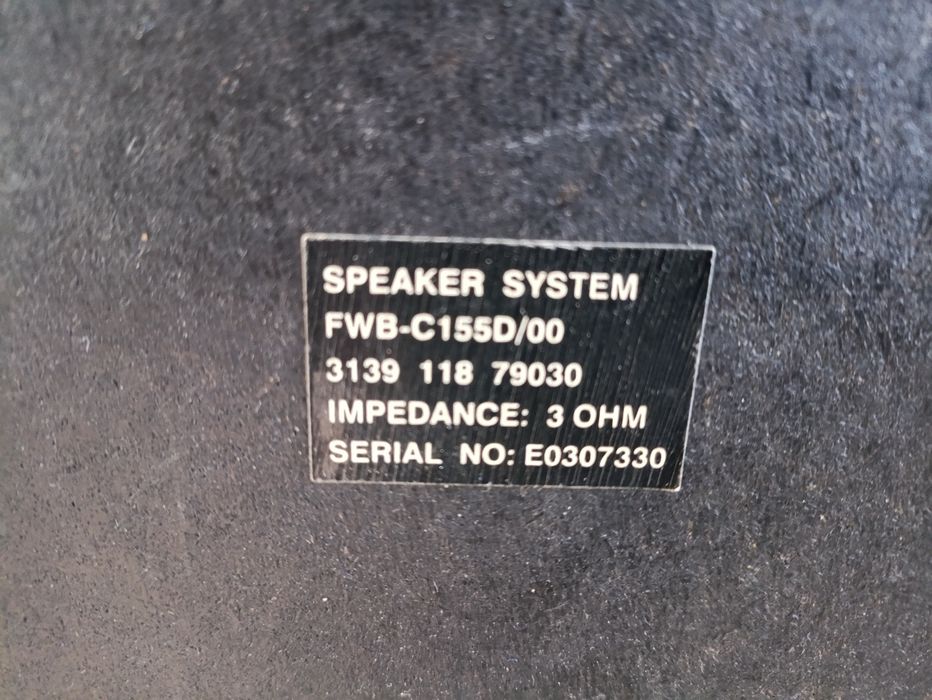 SPEAKER SYSTEM
FWB-C155D/00
3139 118 79030
IMPEDANCE: 3 OHM
SERIAL NO: E0307330